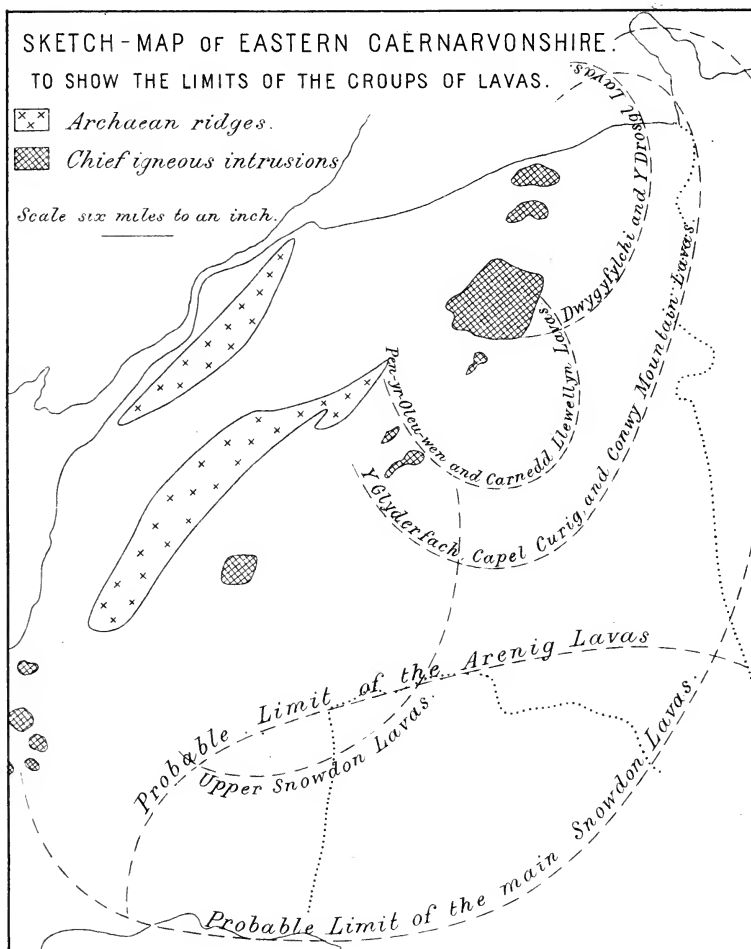 SKETCH-MAP OF EASTERN CAERNARVONSHIRE.
TO SHOW THE LIMITS OF THE GROUPS OF LAVAS.
Archaean ridges.
Chief igneous intrusions
Scale six miles to an inch.
Dwygyfylchi and Y Drosgl Lavas
Pen-yr-Oleu-wen and Carnedd Llewellyn Lavas
Y Glyderfach Capel Curig, and Conwy Mountain Lavas.
Probable Limit of the Arenig Lavas
Upper Snowdon Lavas.
Probable Limit of the main Snowdon Lavas.